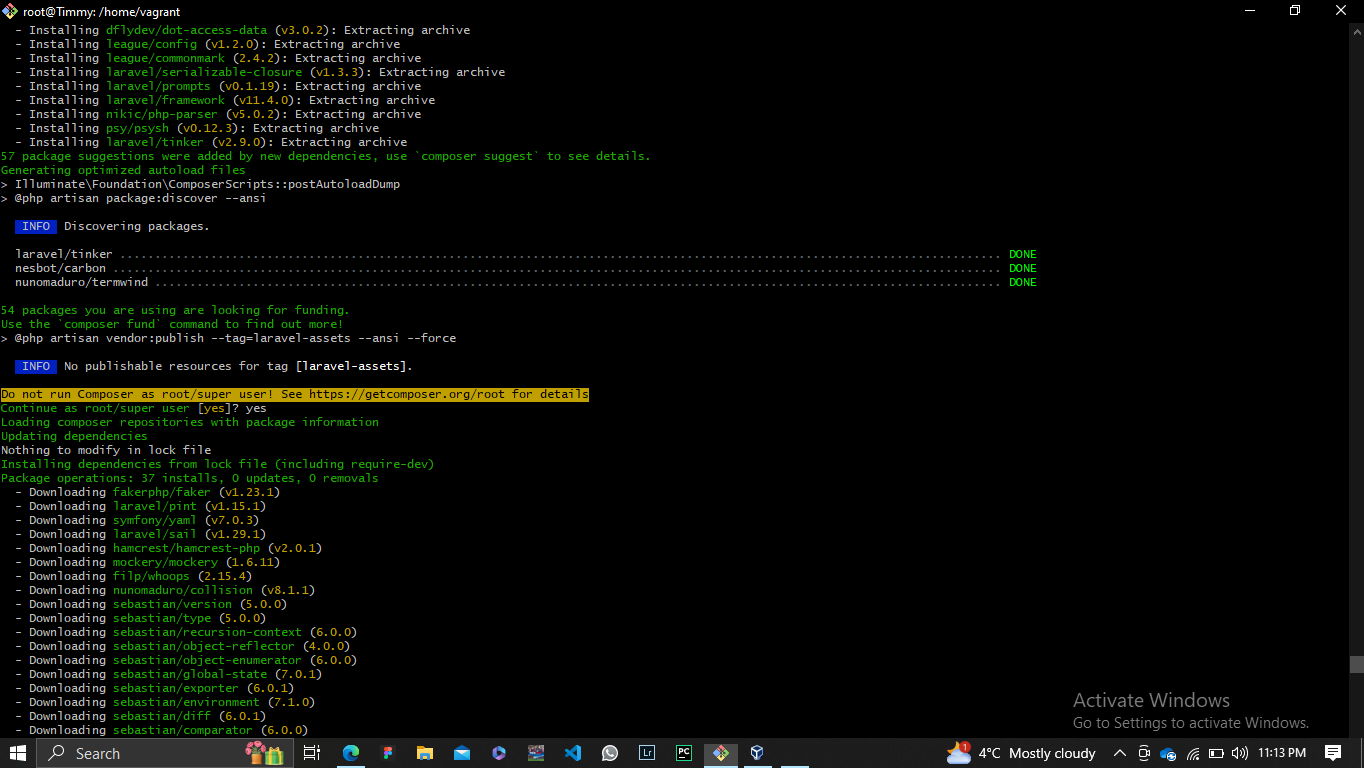 root@Timmy: /home/vagrant
- Installing dflydev/dot-access-data (v3.0.2): Extracting archive
- Installing league/config (v1.2.0): Extracting archive
- Installing league/commonmark (2.4.2): Extracting archive
- Installing laravel/serializable-closure (v1.3.3): Extracting archive
- Installing laravel/prompts (v0.1.19): Extracting archive
- Installing laravel/framework (v11.4.0): Extracting archive
- Installing nikic/php-parser (v5.0.2): Extracting archive
- Installing psy/psysh (v0.12.3): Extracting archive
- Installing laravel/tinker (v2.9.0): Extracting archive
57 package suggestions were added by new dependencies, use `composer suggest` to see details.
Generating optimized autoload files
> Illuminate\Foundation\ComposerScripts::postAutoloadDump
> @php artisan package:discover --ansi
INFO Discovering packages.
laravel/tinker ............................................................................................................................. DONE
nesbot/carbon .............................................................................................................................. DONE
nunomaduro/termwind ........................................................................................................................ DONE
54 packages you are using are looking for funding.
Use the `composer fund` command to find out more!
> @php artisan vendor:publish --tag=laravel-assets --ansi --force
INFO No publishable resources for tag [laravel-assets].
Do not run Composer as root/super user! See https://getcomposer.org/root for details
Continue as root/super user [yes]? yes
Loading composer repositories with package information
Updating dependencies
Nothing to modify in lock file
Installing dependencies from lock file (including require-dev)
Package operations: 37 installs, 0 updates, 0 removals
- Downloading fakerphp/faker (v1.23.1)
- Downloading laravel/pint (v1.15.1)
- Downloading symfony/yaml (v7.0.3)
- Downloading laravel/sail (v1.29.1)
- Downloading hamcrest/hamcrest-php (v2.0.1)
- Downloading mockery/mockery (1.6.11)
- Downloading filp/whoops (2.15.4)
- Downloading nunomaduro/collision (v8.1.1)
- Downloading sebastian/version (5.0.0)
- Downloading sebastian/type (5.0.0)
- Downloading sebastian/recursion-context (6.0.0)
- Downloading sebastian/object-reflector (4.0.0)
- Downloading sebastian/object-enumerator (6.0.0)
- Downloading sebastian/global-state (7.0.1)
- Downloading sebastian/exporter (6.0.1)
- Downloading sebastian/environment (7.1.0)
- Downloading sebastian/diff (6.0.1)
- Downloading sebastian/comparator (6.0.0)
Activate Windows
Go to Settings to activate Windows.
Search
Lr
PC
1
4°C Mostly cloudy
11:13 PM